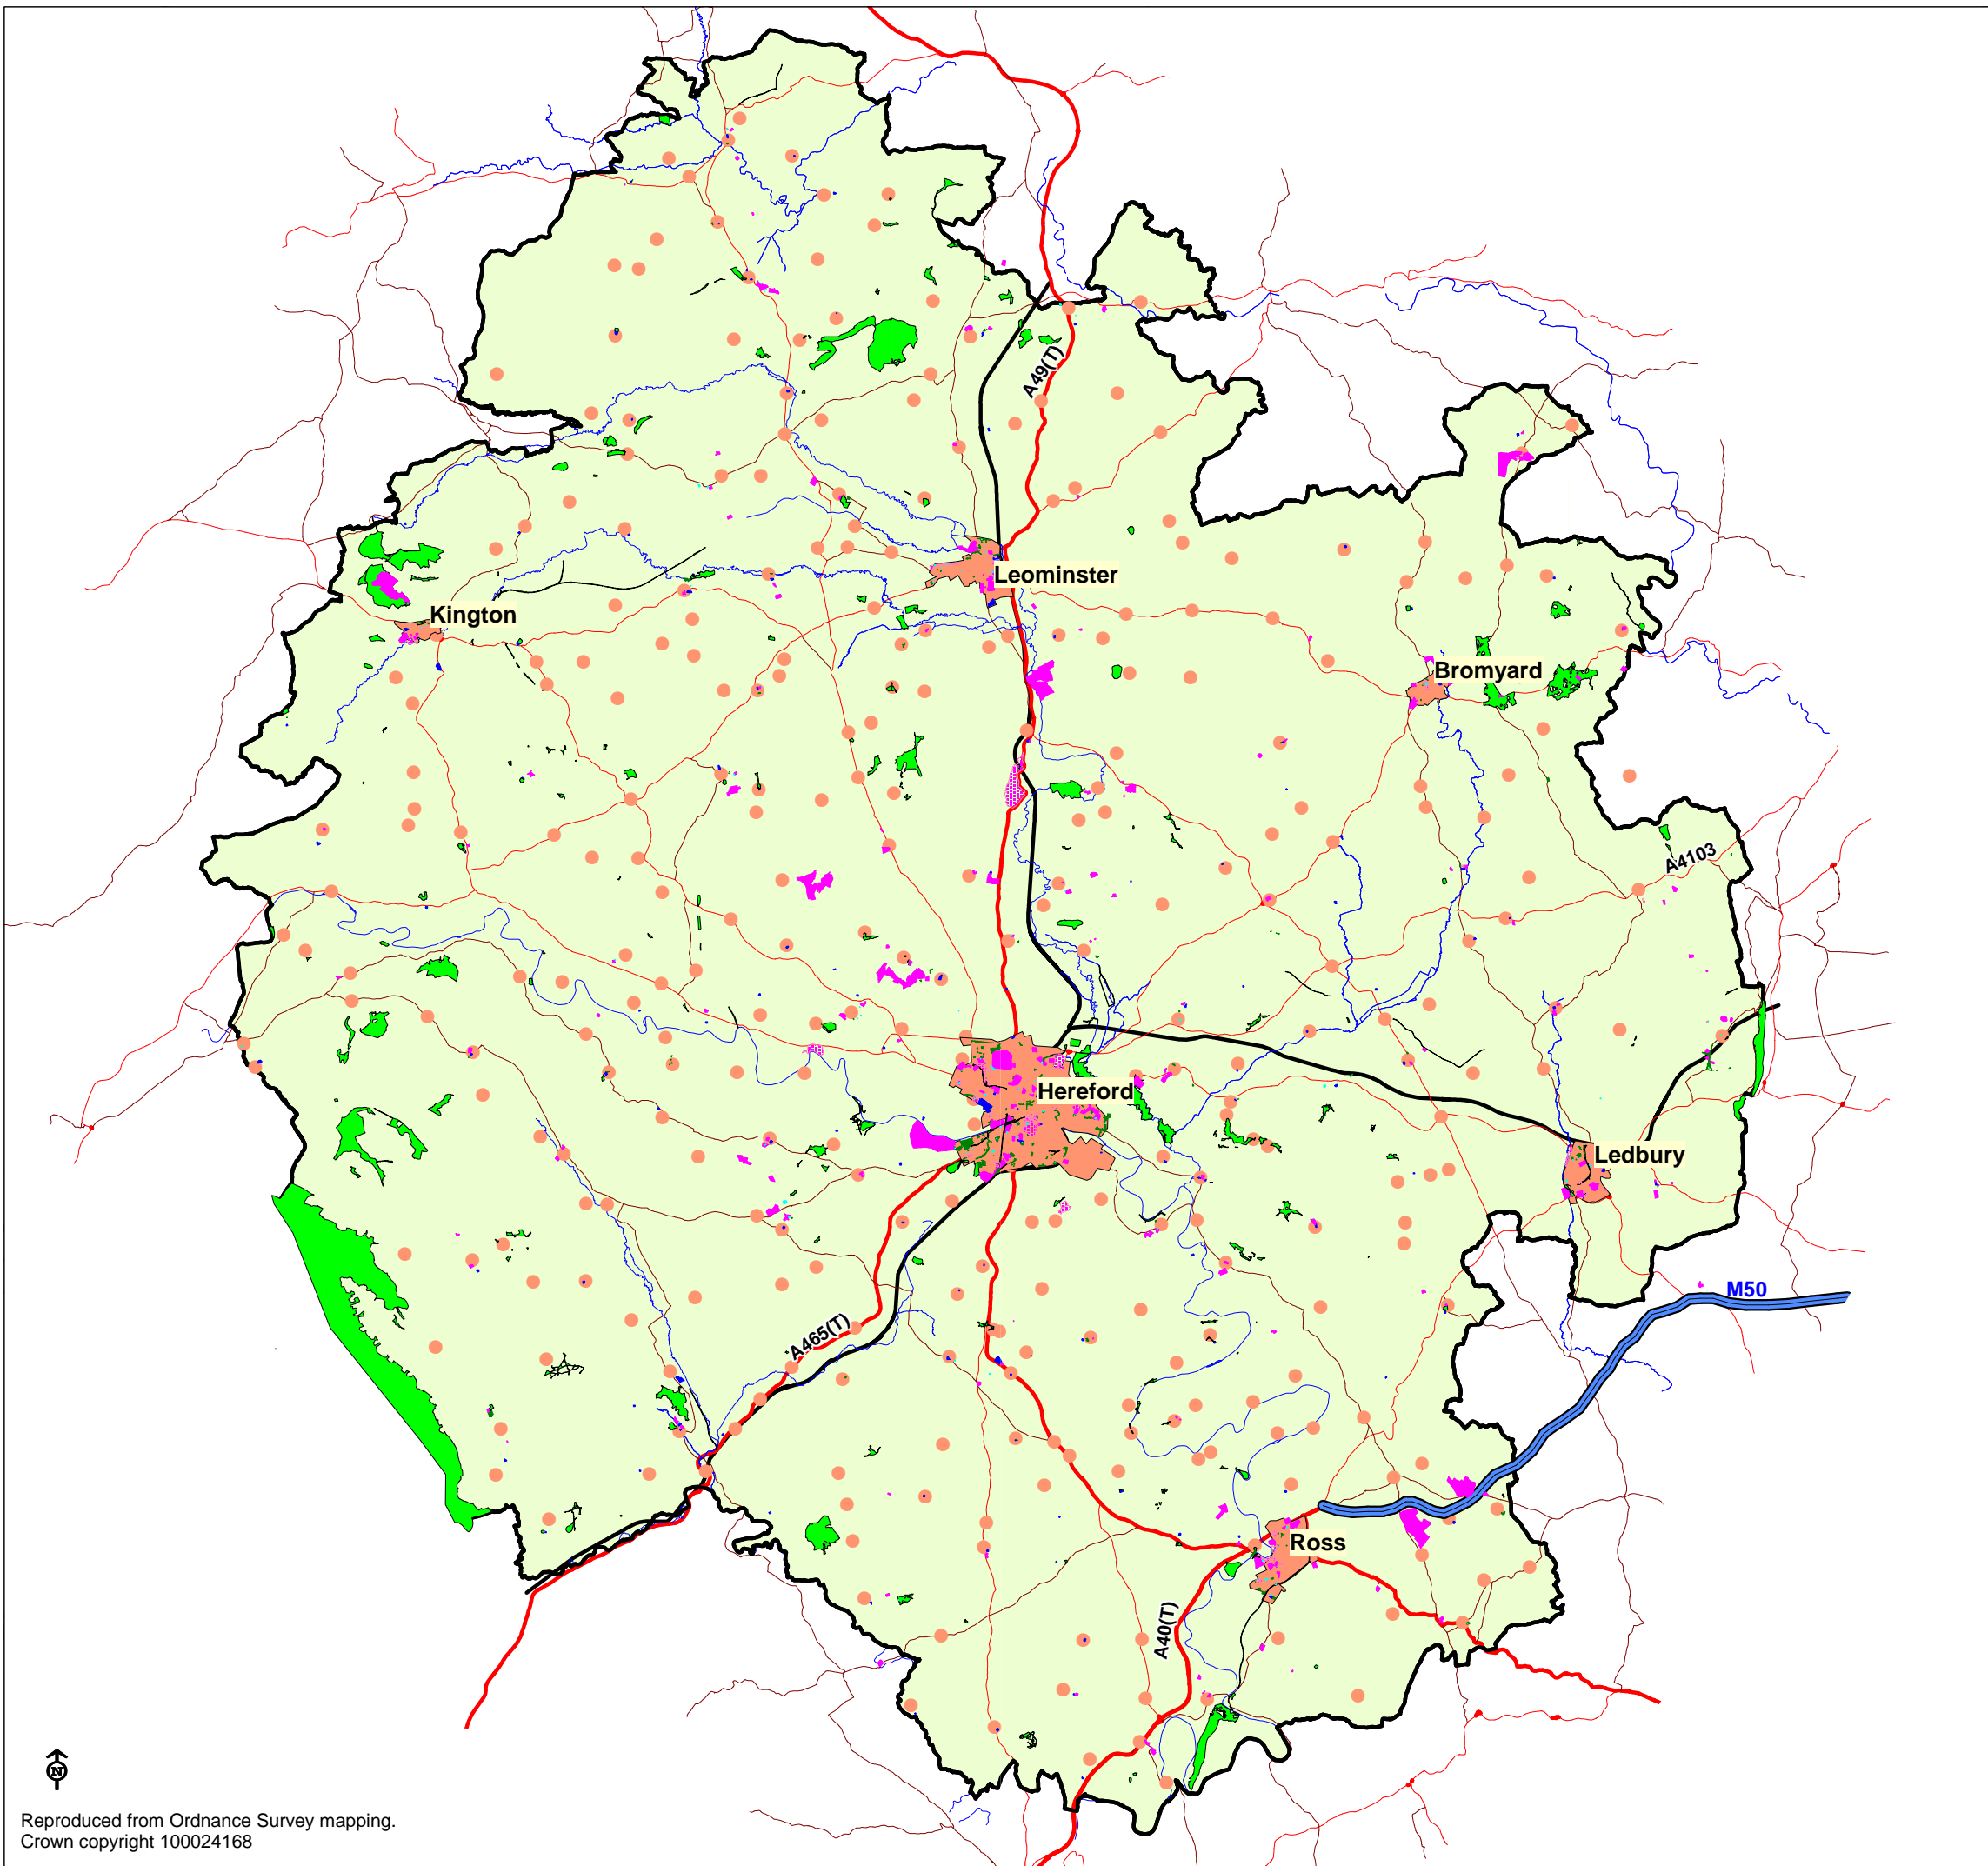 A49(T)
Leominster
Kington
Bromyard
A4103
Hereford
Ledbury
M50
A465(T)
Ross
A40(T)
N
Reproduced from Ordnance Survey mapping.
Crown copyright 100024168